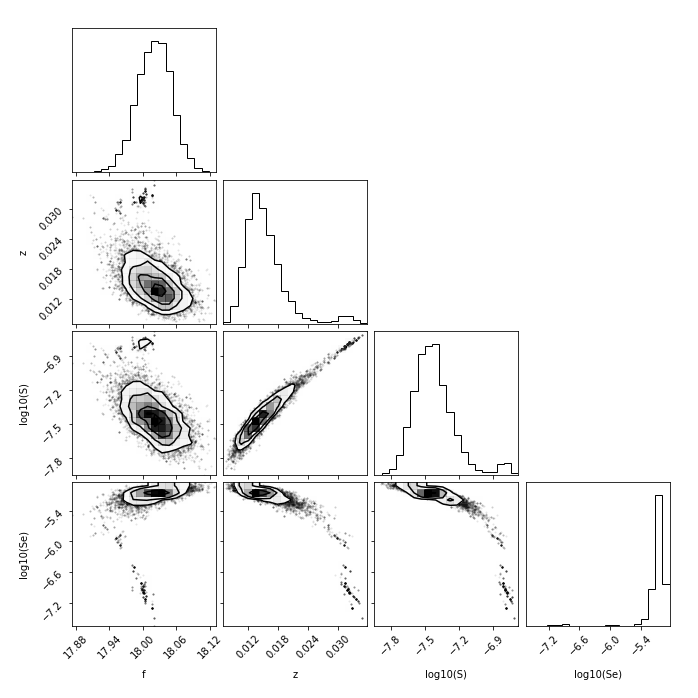 0.030
0.024
0.018
0.012
z
-6.9
-7.2
-7.5
-7.8
log10(S)
-5.4
-6.0
-6.6
-7.2
log10(Se)
17.88 17.94 18.00 18.06 18.12
f
0.012 0.018 0.024 0.030
z
-7.8 -7.5 -7.2 -6.9
log10(S)
-7.2 -6.6 -6.0 -5.4
log10(Se)